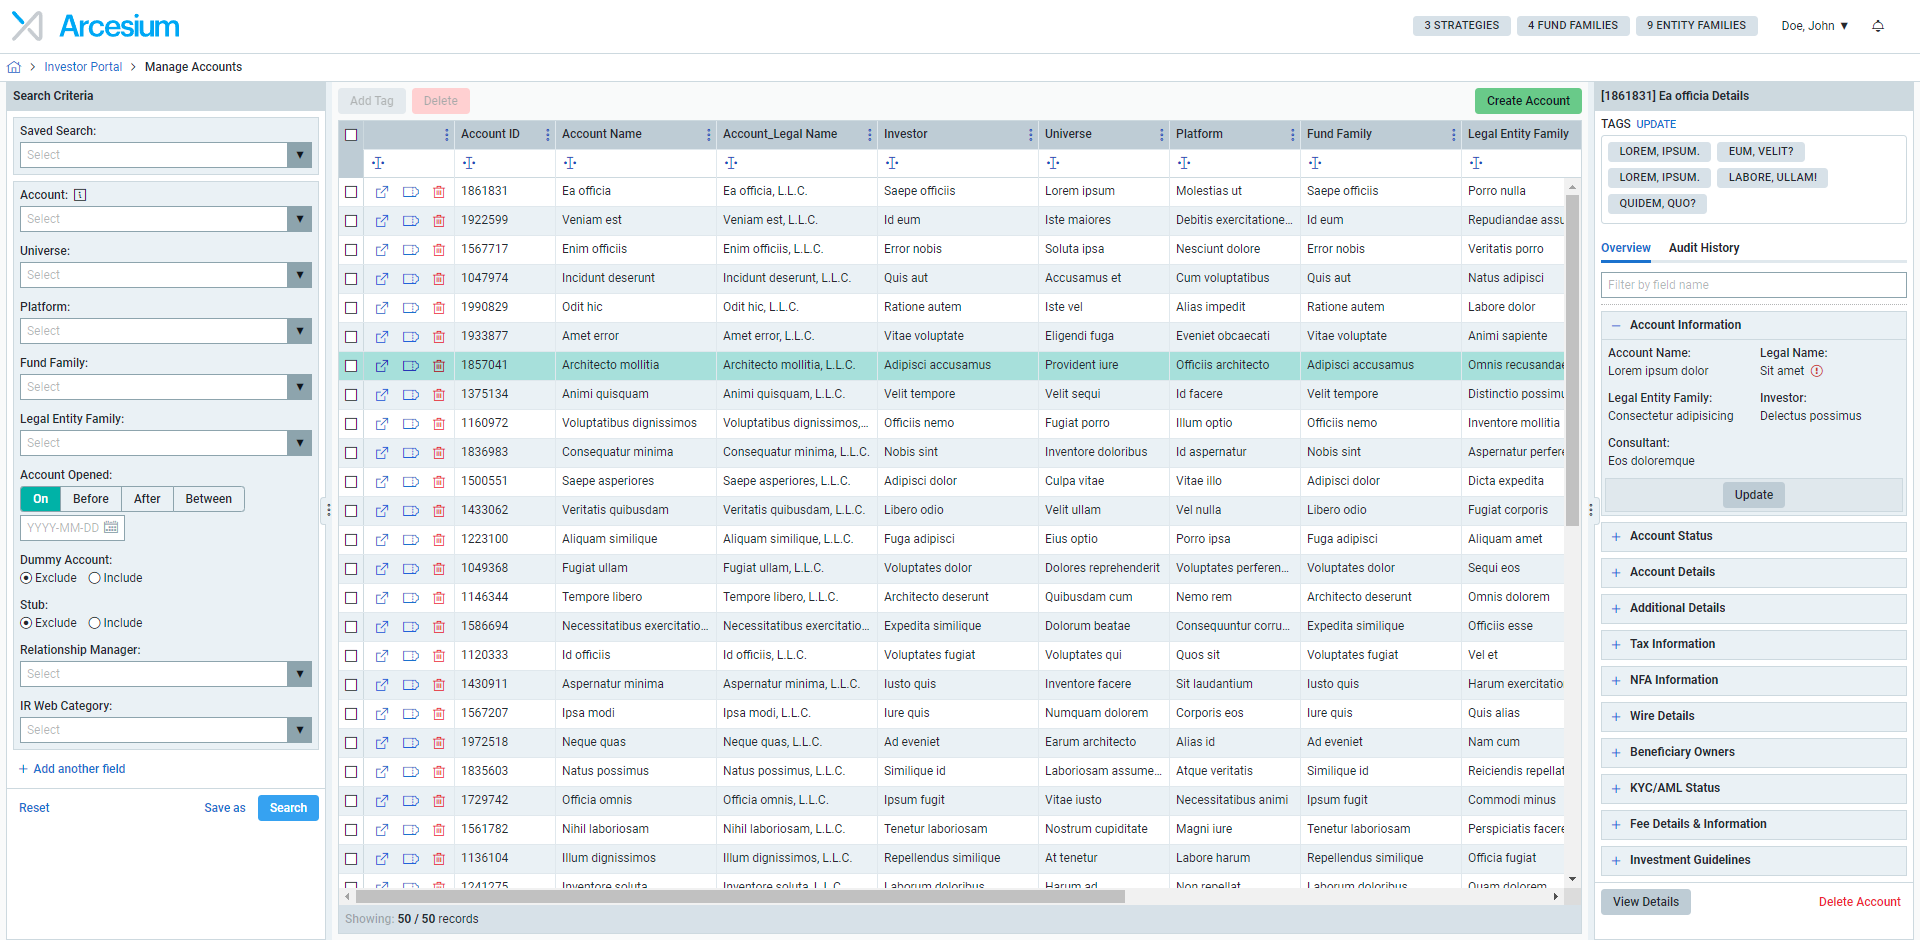 Arcesium
3 STRATEGIES 4 FUND FAMILIES 9 ENTITY FAMILIES Doe, John
Investor Portal > Manage Accounts
Search Criteria
Saved Search:
Select
Account:
Select
Universe:
Select
Platform:
Select
Fund Family:
Select
Legal Entity Family:
Select
Account Opened:
On Before After Between
YYYY-MM-DD
Dummy Account:
Exclude Include
Stub:
Exclude Include
Relationship Manager:
Select
IR Web Category:
Select
+ Add another field
Reset Save as Search
Add Tag Delete Create Account
Account ID Account Name Account_Legal Name Investor Universe Platform Fund Family Legal Entity Family
1861831 Ea officia Ea officia, L.L.C. Saepe officiis Lorem ipsum Molestias ut Saepe officiis Porro nulla
1922599 Veniam est Veniam est, L.L.C. Id eum Iste maiores Debitis exercitatione... Id eum Repudiandae assu
1567717 Enim officiis Enim officiis, L.L.C. Error nobis Soluta ipsa Nesciunt dolore Error nobis Veritatis porro
1047974 Incidunt deserunt Incidunt deserunt, L.L.C. Quis aut Accusamus et Cum voluptatibus Quis aut Natus adipisci
1990829 Odit hic Odit hic, L.L.C. Ratione autem Iste vel Alias impedit Ratione autem Labore dolor
1933877 Amet error Amet error, L.L.C. Vitae voluptate Eligendi fuga Eveniet obcaecati Vitae voluptate Animi sapiente
1857041 Architecto mollitia Architecto mollitia, L.L.C. Adipisci accusamus Provident iure Officiis architecto Adipisci accusamus Omnis recusandae
1375134 Animi quisquam Animi quisquam, L.L.C. Velit tempore Velit sequi Id facere Velit tempore Distinctio possimu
1160972 Voluptatibus dignissimos Voluptatibus dignissimos,... Officiis nemo Fugiat porro Illum optio Officiis nemo Inventore mollitia
1836983 Consequatur minima Consequatur minima, L.L.C. Nobis sint Inventore doloribus Id aspernatur Nobis sint Aspernatur perfere
1500551 Saepe asperiores Saepe asperiores, L.L.C. Adipisci dolor Culpa vitae Vitae illo Adipisci dolor Dicta expedita
1433062 Veritatis quibusdam Veritatis quibusdam, L.L.C. Libero odio Velit ullam Vel nulla Libero odio Fugiat corporis
1223100 Aliquam similique Aliquam similique, L.L.C. Fuga adipisci Eius optio Porro ipsa Fuga adipisci Aliquam amet
1049368 Fugiat ullam Fugiat ullam, L.L.C. Voluptates dolor Dolores reprehenderit Voluptates perferen... Voluptates dolor Sequi eos
1146344 Tempore libero Tempore libero, L.L.C. Architecto deserunt Quibusdam cum Nemo rem Architecto deserunt Omnis dolorem
1586694 Necessitatibus exercitatio... Necessitatibus exercitatio... Expedita similique Dolorum beatae Consequuntur corru... Expedita similique Officiis esse
1120333 Id officiis Id officiis, L.L.C. Voluptates fugiat Voluptates qui Quos sit Voluptates fugiat Vel et
1430911 Aspernatur minima Aspernatur minima, L.L.C. Iusto quis Inventore facere Sit laudantium Iusto quis Harum exercitatio
1567207 Ipsa modi Ipsa modi, L.L.C. Iure quis Numquam dolorem Corporis eos Iure quis Quis alias
1972518 Neque quas Neque quas, L.L.C. Ad eveniet Earum architecto Alias id Ad eveniet Nam cum
1835603 Natus possimus Natus possimus, L.L.C. Similique id Laboriosam assume... Atque veritatis Similique id Reiciendis repellat
1729742 Officia omnis Officia omnis, L.L.C. Ipsum fugit Vitae iusto Necessitatibus animi Ipsum fugit Commodi minus
1561782 Nihil laboriosam Nihil laboriosam, L.L.C. Tenetur laboriosam Nostrum cupiditate Magni iure Tenetur laboriosam Perspiciatis facere
1136104 Illum dignissimos Illum dignissimos, L.L.C. Repellendus similique At tenetur Labore harum Repellendus similique Officia fugiat
1241275 Inventore soluta Inventore soluta, L.L.C. Laborum doloribus Harum ad Non repellat Laborum doloribus Quam dolorem
Showing: 50 / 50 records
[1861831] Ea officia Details
TAGS UPDATE
LOREM, IPSUM. EUM, VELIT?
LOREM, IPSUM. LABORE, ULLAM!
QUIDEM, QUO?
Overview Audit History
Filter by field name
Account Information
Account Name: Legal Name:
Lorem ipsum dolor Sit amet
Legal Entity Family: Investor:
Consectetur adipisicing Delectus possimus
Consultant:
Eos doloremque
Update
+ Account Status
+ Account Details
+ Additional Details
+ Tax Information
+ NFA Information
+ Wire Details
+ Beneficiary Owners
+ KYC/AML Status
+ Fee Details & Information
+ Investment Guidelines
View Details Delete Account